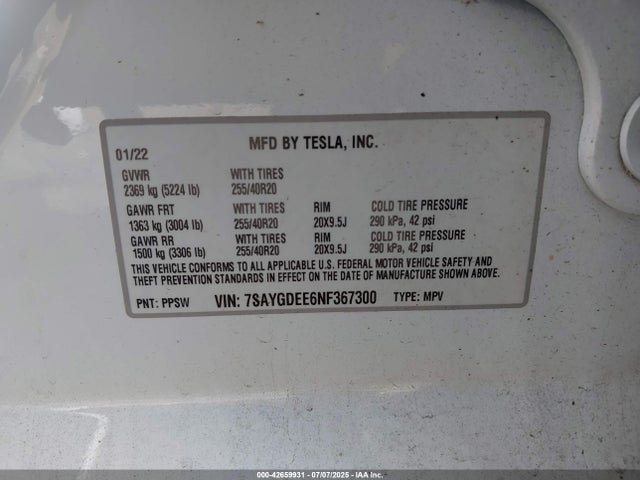 MFD BY TESLA, INC.
01/22
GVWR WITH TIRES
2369 kg (5224 lb) 255/40R20
GAWR FRT WITH TIRES RIM COLD TIRE PRESSURE
1363 kg (3004 lb) 255/40R20 20X9.5J 290 kPa, 42 psi
GAWR RR WITH TIRES RIM COLD TIRE PRESSURE
1500 kg (3306 lb) 255/40R20 20X9.5J 290 kPa, 42 psi
THIS VEHICLE CONFORMS TO ALL APPLICABLE U.S. FEDERAL MOTOR VEHICLE SAFETY AND
THEFT PREVENTION STANDARDS IN EFFECT ON THE DATE OF MANUFACTURE SHOWN ABOVE.
PNT: PPSW VIN: 7SAYGDEE6NF367300 TYPE: MPV
000-42659931 - 07/07/2025 - IAA Inc.